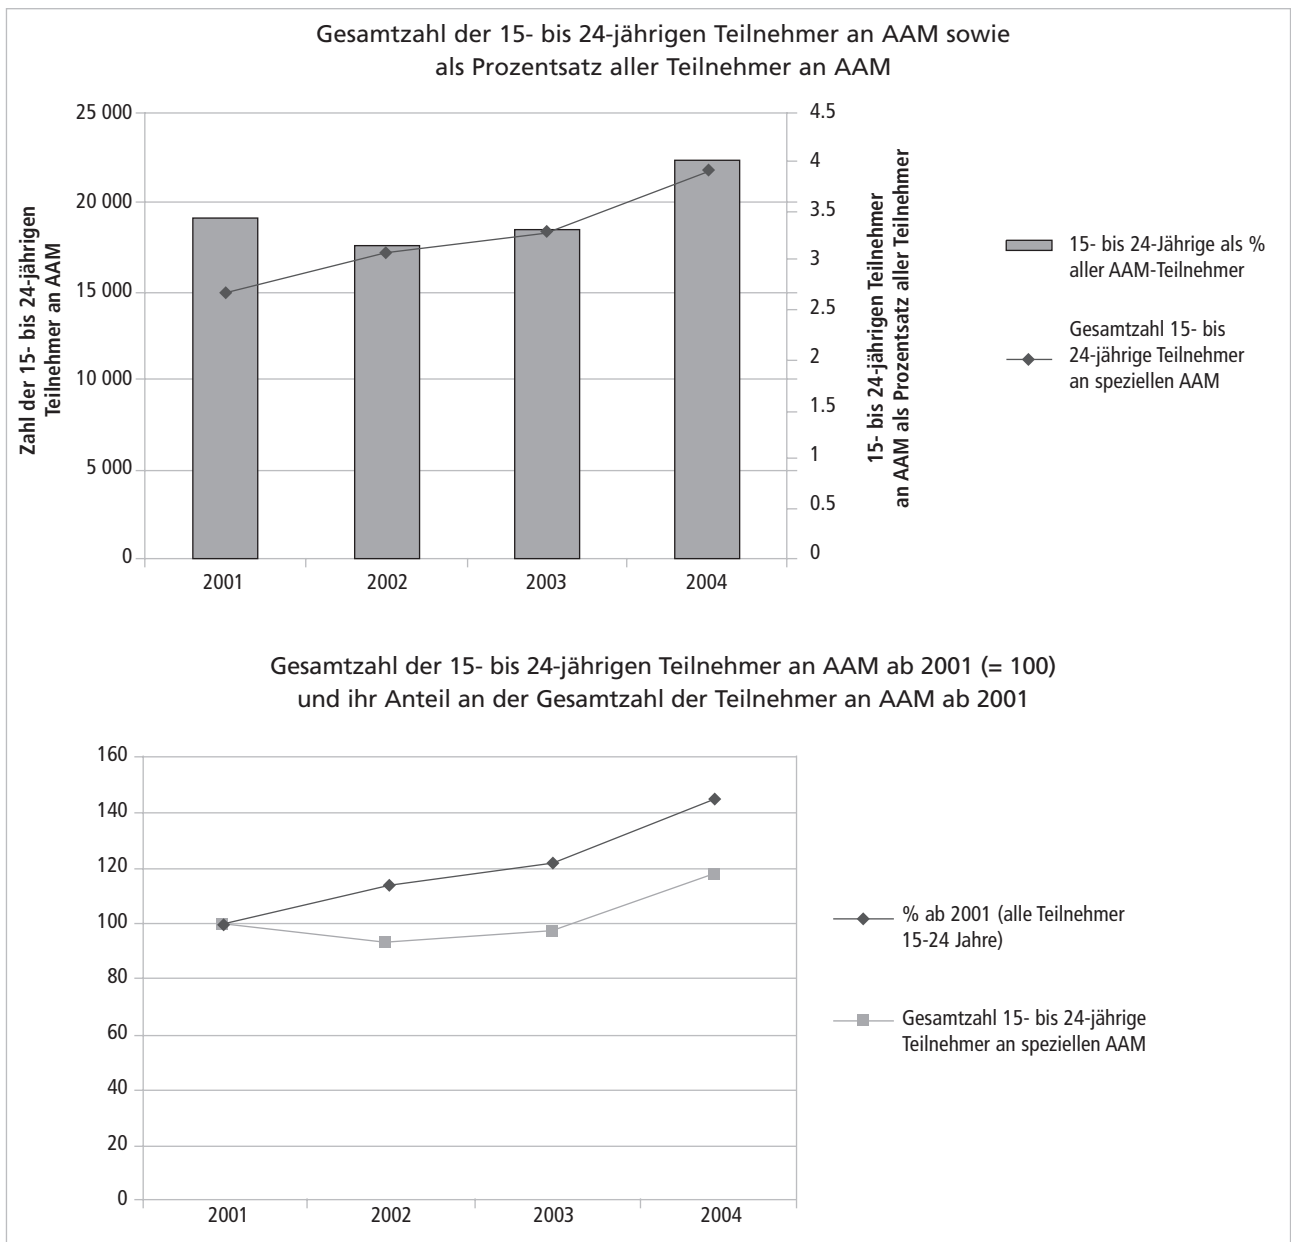 Gesamtzahl der 15- bis 24-jährigen Teilnehmer an AAM sowie
als Prozentsatz aller Teilnehmer an AAM
Zahl der 15- bis 24-jährigen
Teilnehmer an AAM
25 000
20 000
15 000
10 000
5 000
0
4.5
4
3.5
3
2.5
2
1.5
1
0.5
0
15- bis 24-jährigen Teilnehmer
an AAM als Prozentsatz aller Teilnehmer
2001
2002
2003
2004
15- bis 24-Jährige als %
aller AAM-Teilnehmer
Gesamtzahl 15- bis
24-jährige Teilnehmer
an speziellen AAM
Gesamtzahl der 15- bis 24-jährigen Teilnehmer an AAM ab 2001 (= 100)
und ihr Anteil an der Gesamtzahl der Teilnehmer an AAM ab 2001
160
140
120
100
80
60
40
20
0
2001
2002
2003
2004
% ab 2001 (alle Teilnehmer
15-24 Jahre)
Gesamtzahl 15- bis 24-jährige
Teilnehmer an speziellen AAM